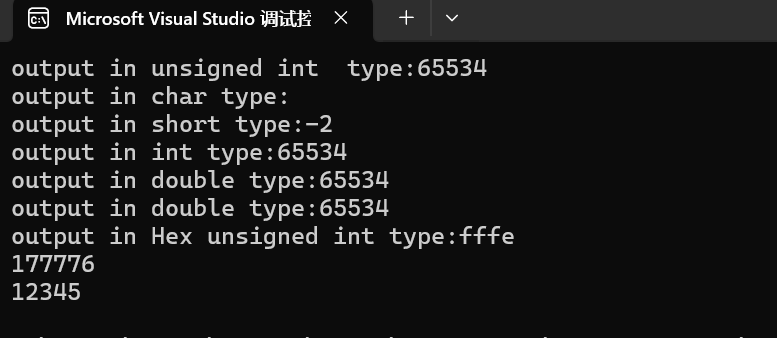 Microsoft Visual Studio 调试控
output in unsigned int  type:65534
output in char type:
output in short type:-2
output in int type:65534
output in double type:65534
output in double type:65534
output in Hex unsigned int type:fffe
177776
12345